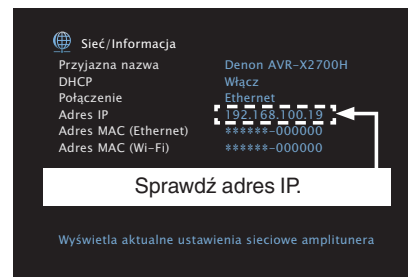 Sieć/Informacja
Przyjazna nazwa Denon AVR-X2700H
DHCP Włącz
Połączenie Ethernet
Adres IP 192.168.100.19
Adres MAC (Ethernet) ******-000000
Adres MAC (Wi-Fi) ******-000000
Sprawdź adres IP.
Wyświetla aktualne ustawienia sieciowe amplitunera